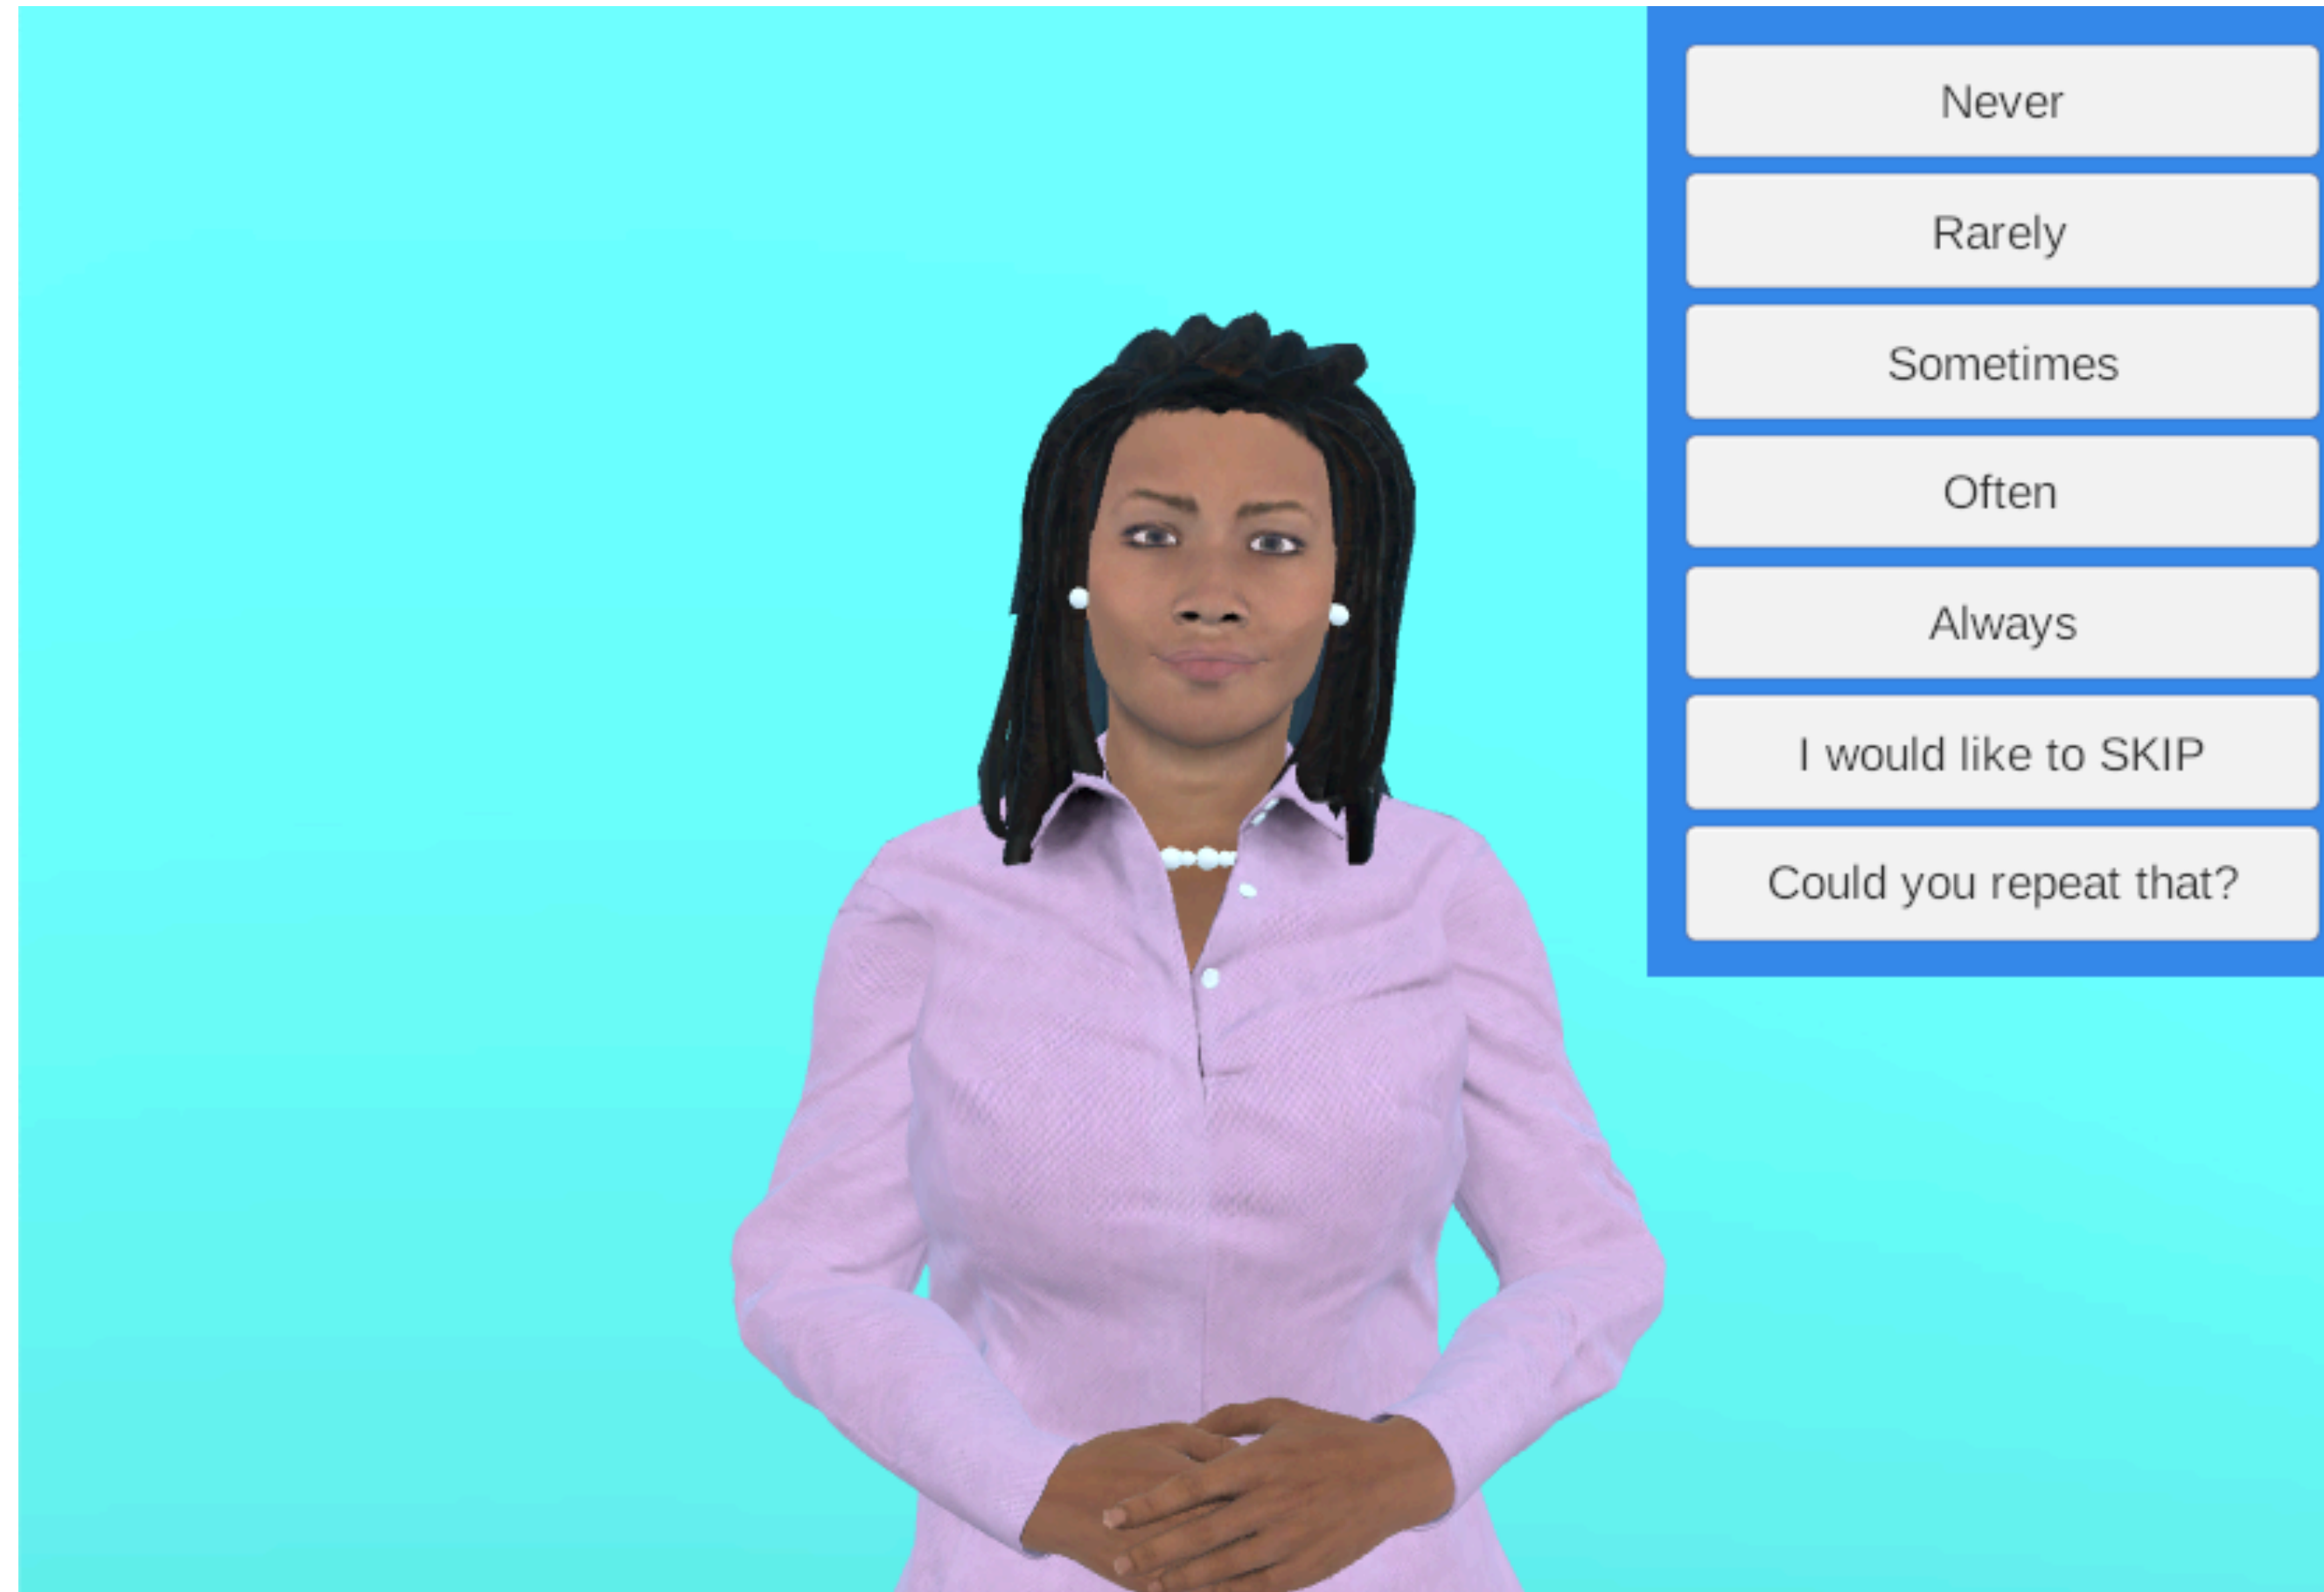 Never
Rarely
Sometimes
Often
Always
I would like to SKIP
Could you repeat that?